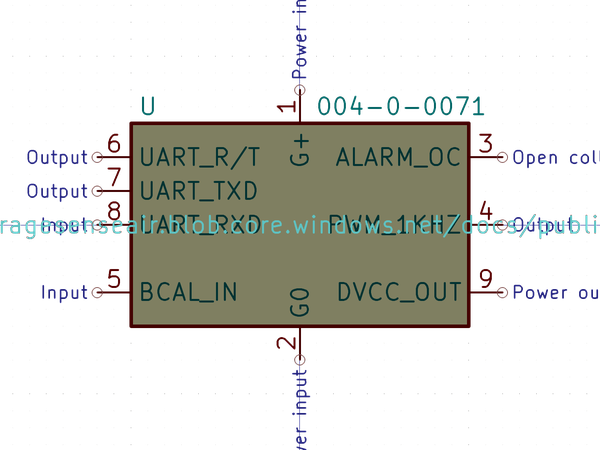 Power in
U
004-0-0071
1
G+
Output
6
UART_R/T
ALARM_OC
3
Open coll
Output
7
UART_TXD
Input
8
UART_RXD
PWM_1KHZ
4
Output
ragesenseair.blob.core.windows.net/docs/publi
Input
5
BCAL_IN
G0
DVCC_OUT
9
Power ou
2
wer input